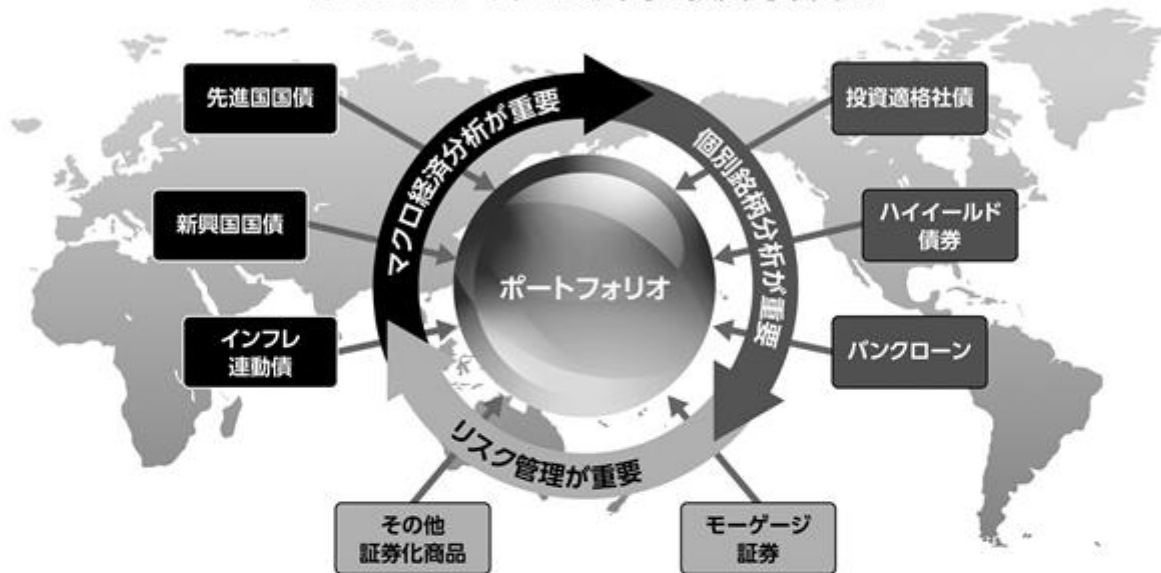 先進国国債
投資適格社債
マクロ経済分析が重要
個別銘柄分析が重要
新興国国債
ハイイールド
債券
ポートフォリオ
インフレ
連動債
バンクローン
リスク管理が重要
その他
証券化商品
モーゲージ
証券